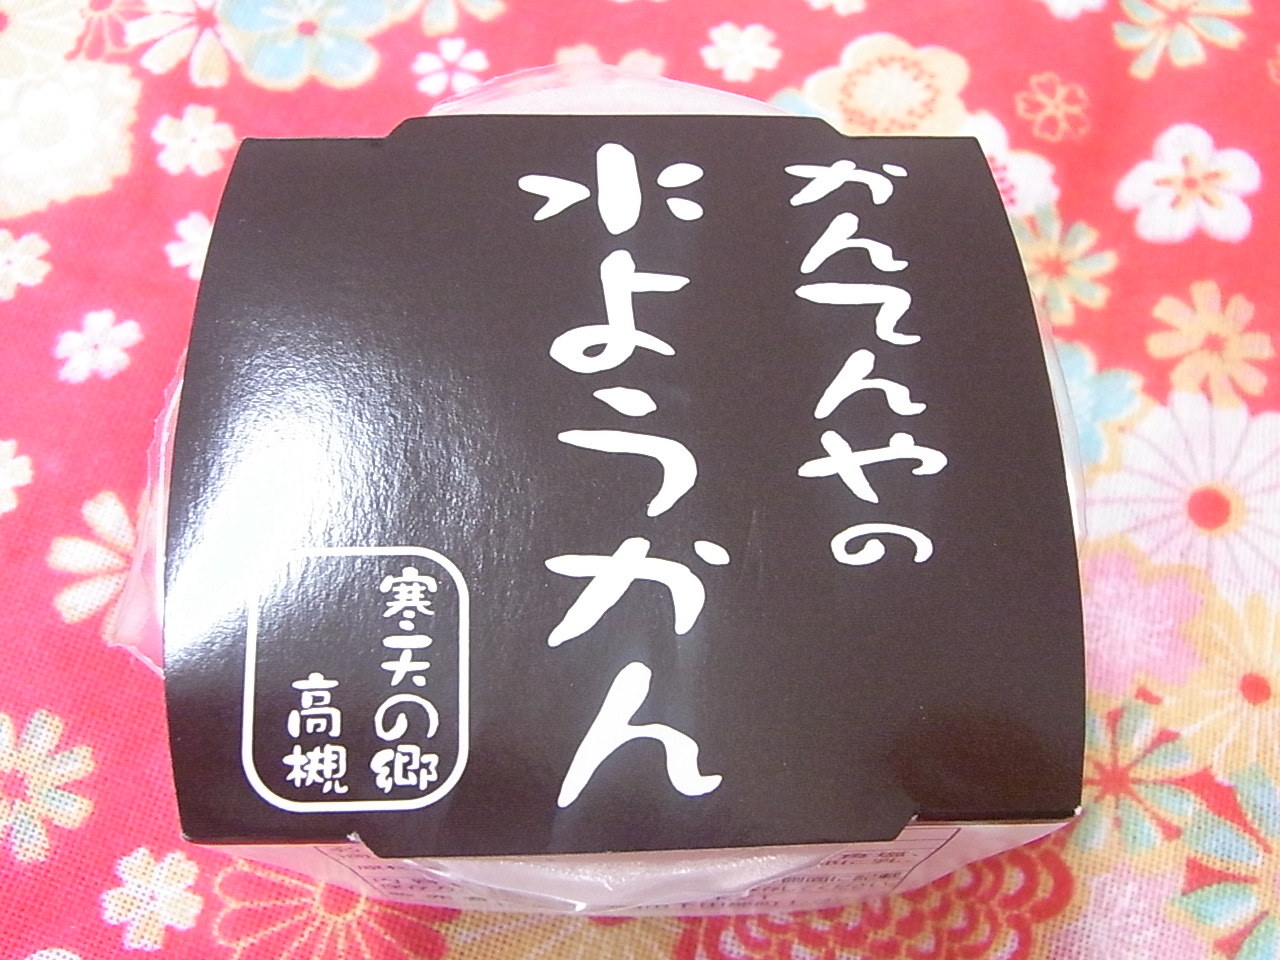 かんてんやの
水ようかん
寒天の郷
高槻